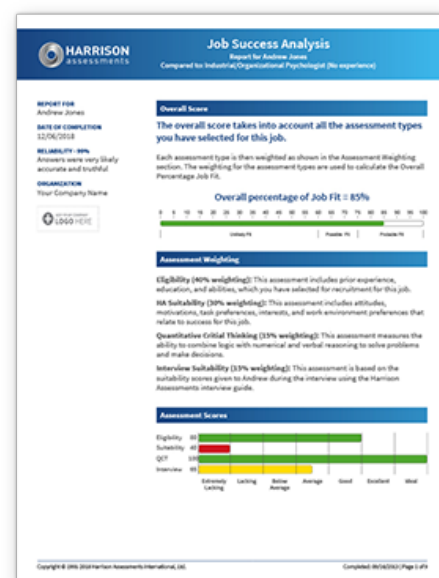 HARRISON
assessments
Job Success Analysis
Report for Andrew Jones
Compared to: Industrial/Organizational Psychologist (No experience)
REPORT FOR
Andrew Jones
DATE OF COMPLETION
12/06/2018
RELIABILITY - 99%
Answers were very likely
accurate and truthful
ORGANIZATION
Your Company Name
LOGO HERE
Overall Score
The overall score takes into account all the assessment types
you have selected for this job.
Each assessment type is then weighted as shown in the Assessment Weighting
section. The weighting for the assessment types are used to calculate the Overall
Percentage Job Fit.
Overall percentage of Job Fit = 85%
0 5 10 15 20 25 30 35 40 45 50 55 60 65 70 75 80 85 90 95 100
Unlikely Fit Possible Fit Probable Fit
Assessment Weighting
Eligibility (40% weighting): This assessment includes prior experience,
education, and abilities, which you have selected for recruitment for this job.
HA Suitability (30% weighting): This assessment includes attitudes,
motivations, task preferences, interests, and work environment preferences that
relate to success for this job.
Quantitative Critial Thinking (15% weighting): This assessment measures the
ability to combine logic with numerical and verbal reasoning to solve problems
and make decisions.
Interview Suitability (15% weighting): This assessment is based on the
suitability scores given to Andrew during the interview using the Harrison
Assessments interview guide.
Assessment Scores
Eligibility
Suitability 40
QCT 100
Interview
Extremely Lacking Lacking Below Average Average Good Excellent Ideal
Harrison Assessments International, Ltd.
Page 1 of